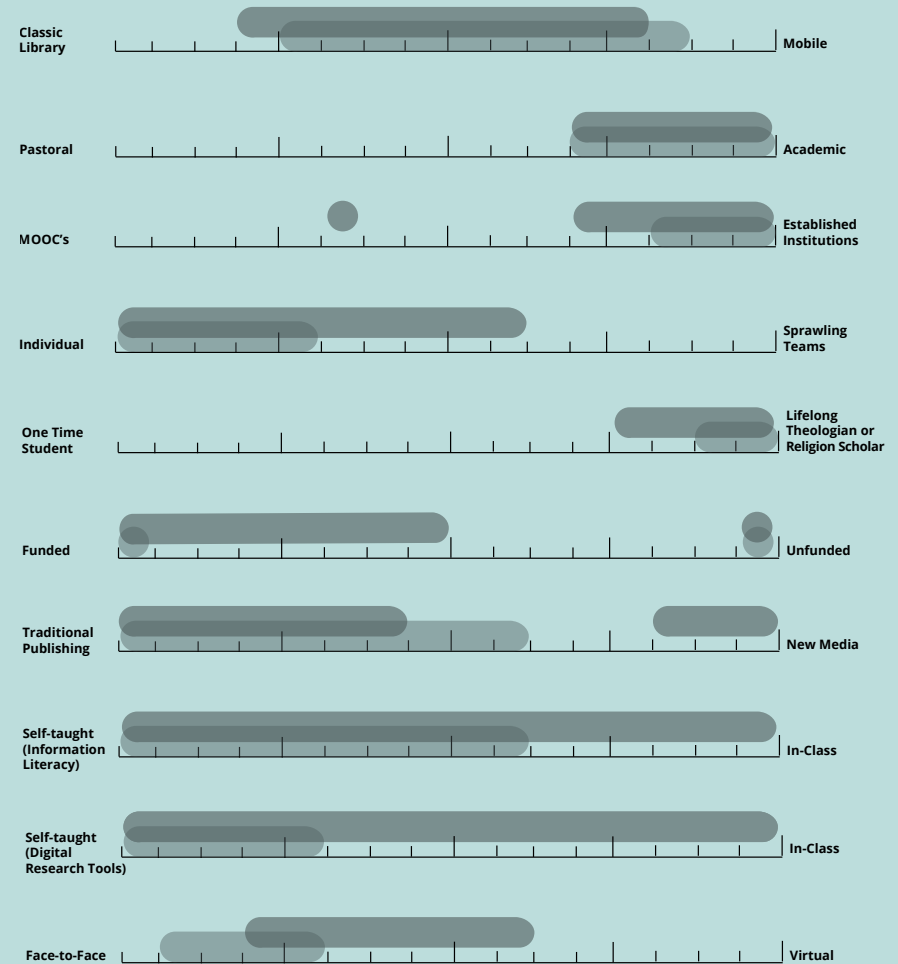 Classic
Library
Mobile
Pastoral
Academic
MOOC's
Established
Institutions
Individual
Sprawling
Teams
One Time
Student
Lifelong
Theologian or
Religion Scholar
Funded
Unfunded
Traditional
Publishing
New Media
Self-taught
(Information
Literacy)
In-Class
Self-taught
(Digital
Research Tools)
In-Class
Face-to-Face
Virtual